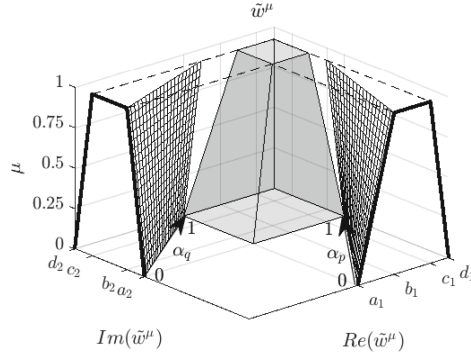 w̃^μ
1
0.75
0.5
0.25
0
μ
1
1
α_q
α_p
0
0
d₂ c₂ b₂ a₂
a₁ b₁ c₁ d₁
Im(w̃^μ)
Re(w̃^μ)